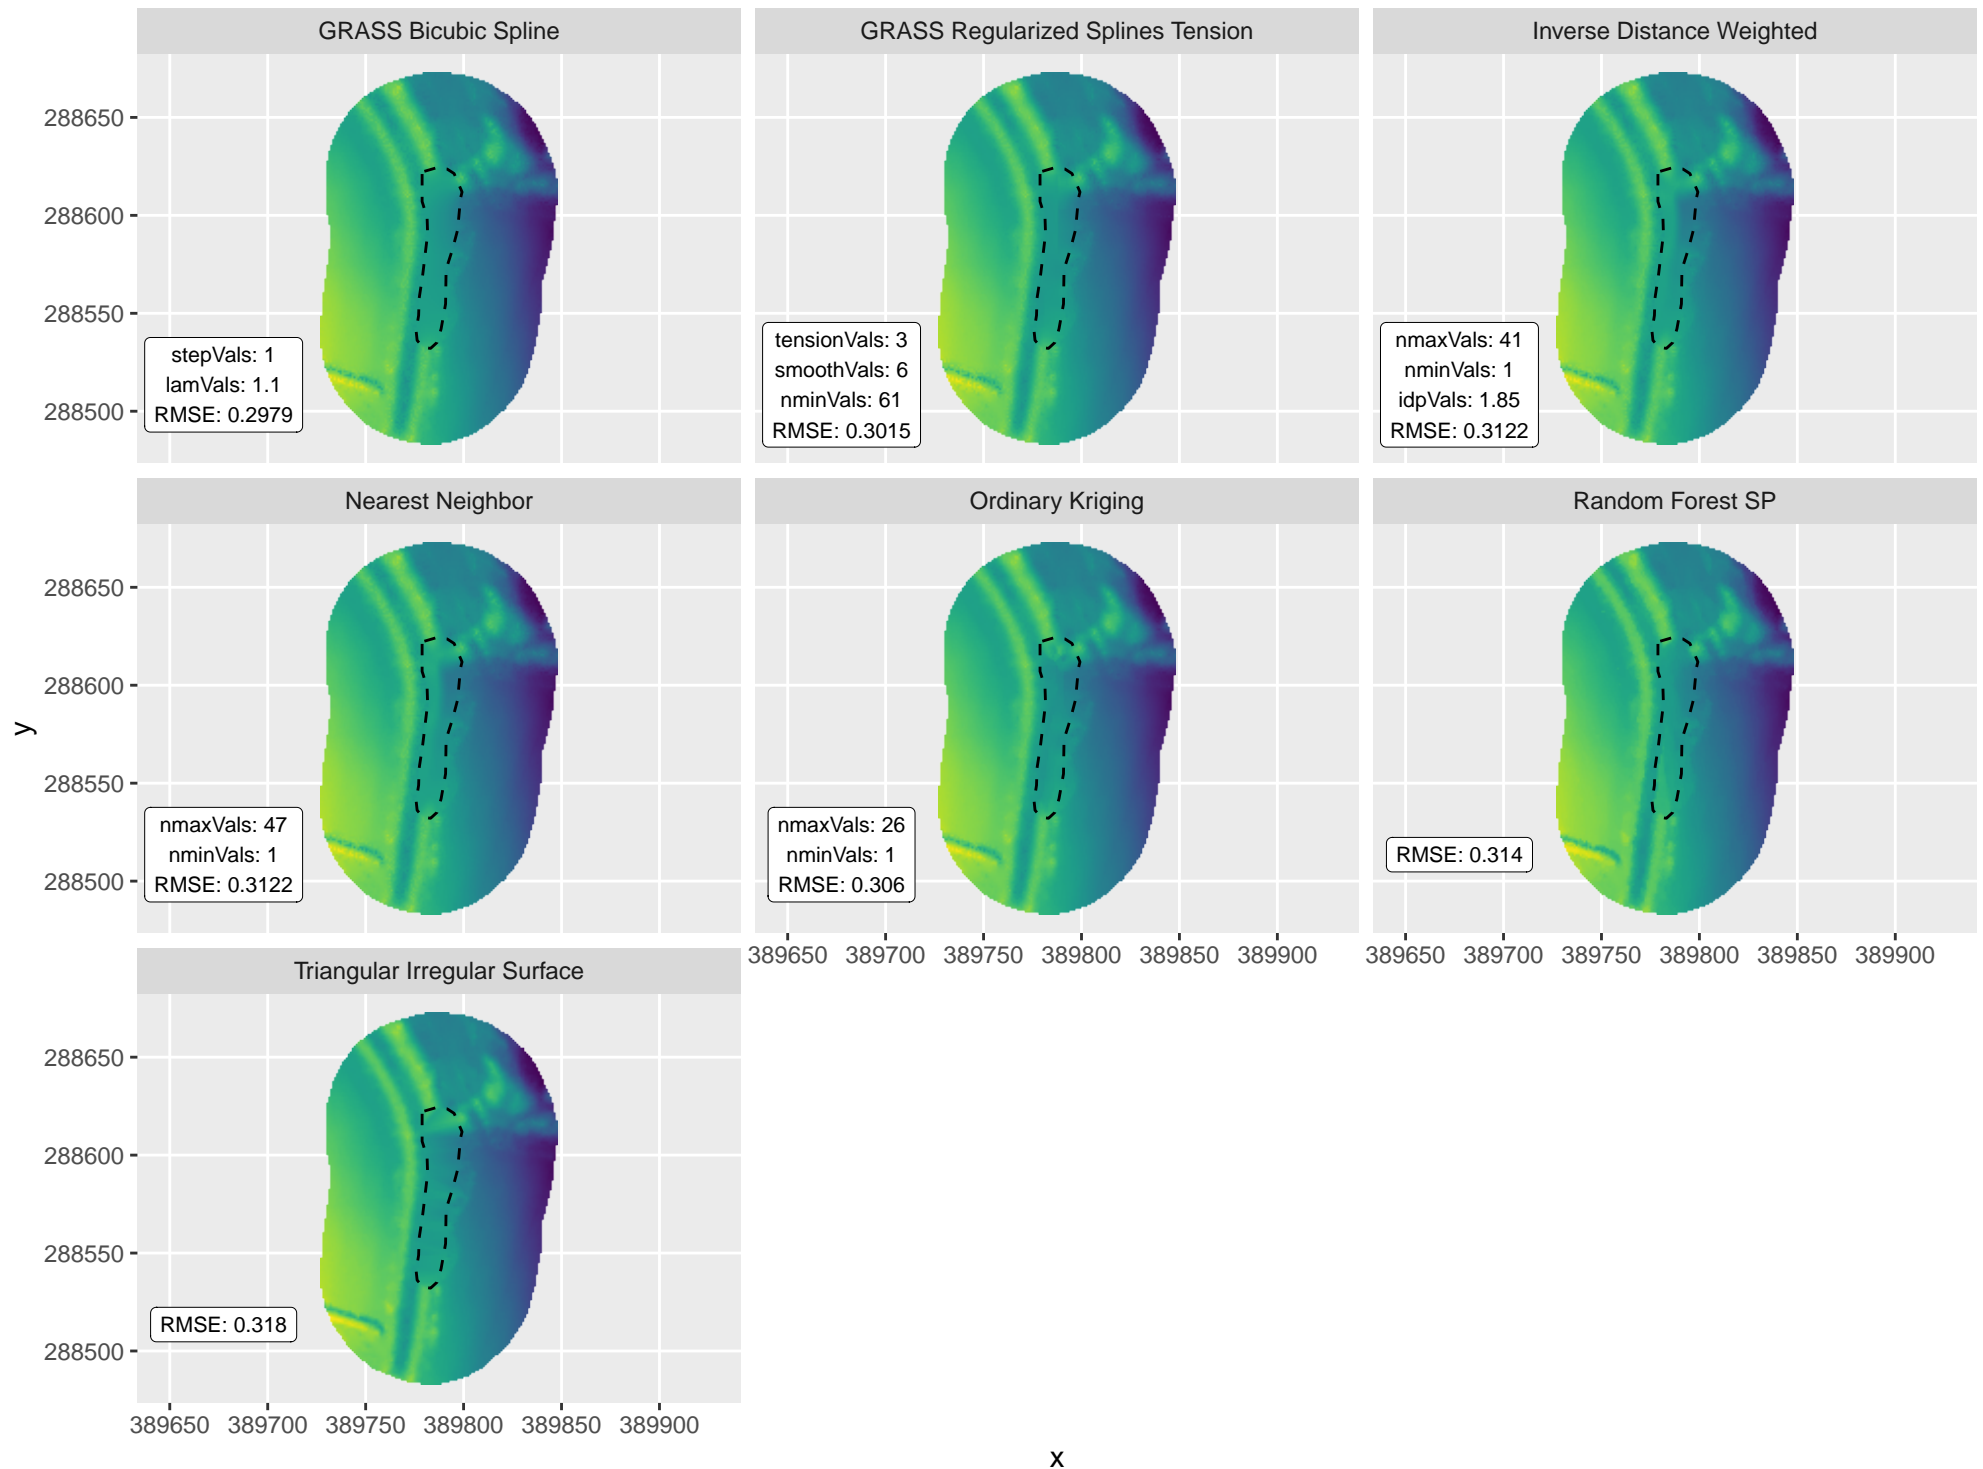 GRASS Bicubic Spline
GRASS Regularized Splines Tension
Inverse Distance Weighted
288650
288600
288550
288500
stepVals: 1
lamVals: 1.1
RMSE: 0.2979
tensionVals: 3
smoothVals: 6
nminVals: 61
RMSE: 0.3015
nmaxVals: 41
nminVals: 1
idpVals: 1.85
RMSE: 0.3122
Nearest Neighbor
Ordinary Kriging
Random Forest SP
288650
288600
288550
288500
nmaxVals: 47
nminVals: 1
RMSE: 0.3122
nmaxVals: 26
nminVals: 1
RMSE: 0.306
RMSE: 0.314
389650 389700 389750 389800 389850 389900
389650 389700 389750 389800 389850 389900
Triangular Irregular Surface
288650
288600
288550
288500
RMSE: 0.318
389650 389700 389750 389800 389850 389900
y
x